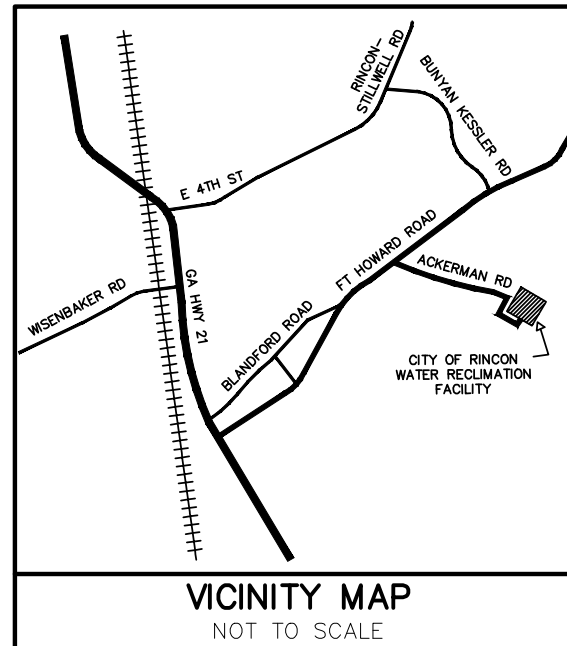 RINCON-
STILLWELL RD
BUNYAN KESSLER RD
E 4TH ST
FT HOWARD ROAD
ACKERMAN RD
WISENBAKER RD
GA HWY 21
BLANDFORD ROAD
CITY OF RINCON
WATER RECLIMATION
FACILITY
VICINITY MAP
NOT TO SCALE